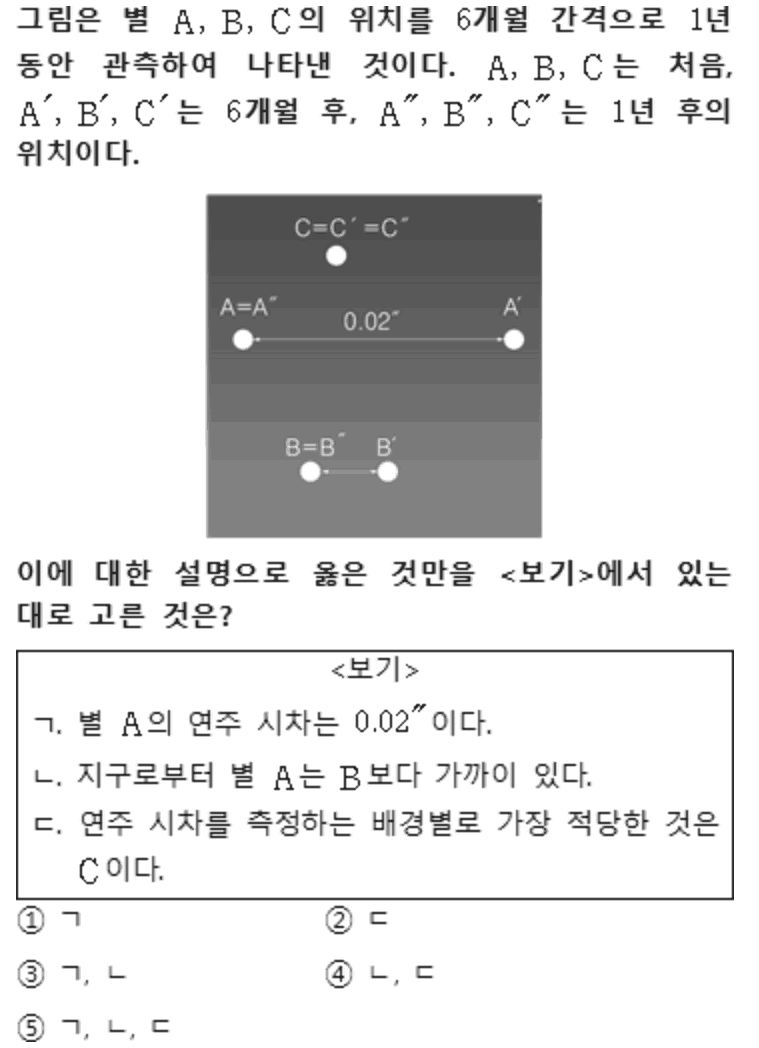 그림은 별 A, B, C의 위치를 6개월 간격으로 1년
동안 관측하여 나타낸 것이다. A, B, C는 처음,
A′, B′, C′는 6개월 후, A″, B″, C″는 1년 후의
위치이다.
C=C′=C″
A=A″
A′
0.02″
B=B″
B′
이에 대한 설명으로 옳은 것만을 <보기>에서 있는
대로 고른 것은?
<보기>
ㄱ. 별 A의 연주 시차는 0.02″이다.
ㄴ. 지구로부터 별 A는 B보다 가까이 있다.
ㄷ. 연주 시차를 측정하는 배경별로 가장 적당한 것은
C이다.
① ㄱ ② ㄷ
③ ㄱ, ㄴ ④ ㄴ, ㄷ
⑤ ㄱ, ㄴ, ㄷ